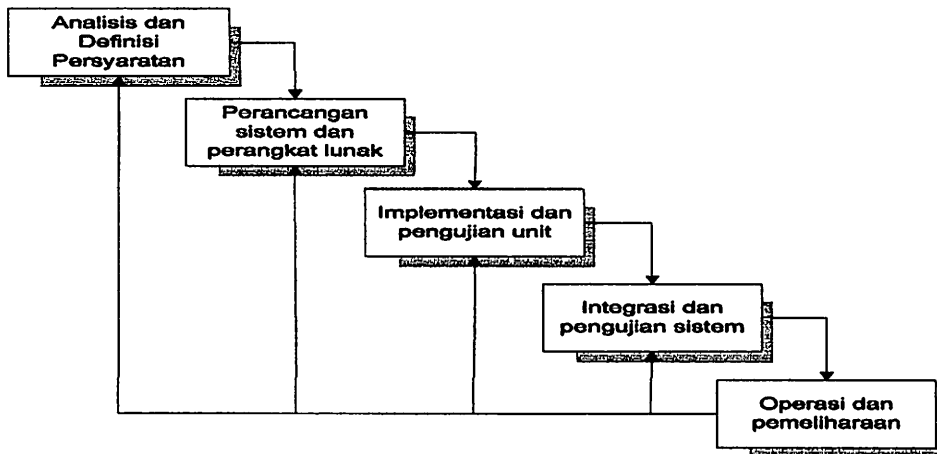 Analisis dan
Definisi
Persyaratan
Perancangan
sistem dan
perangkat lunak
Implementasi dan
pengujian unit
Integrasi dan
pengujian sistem
Operasi dan
pemeliharaan